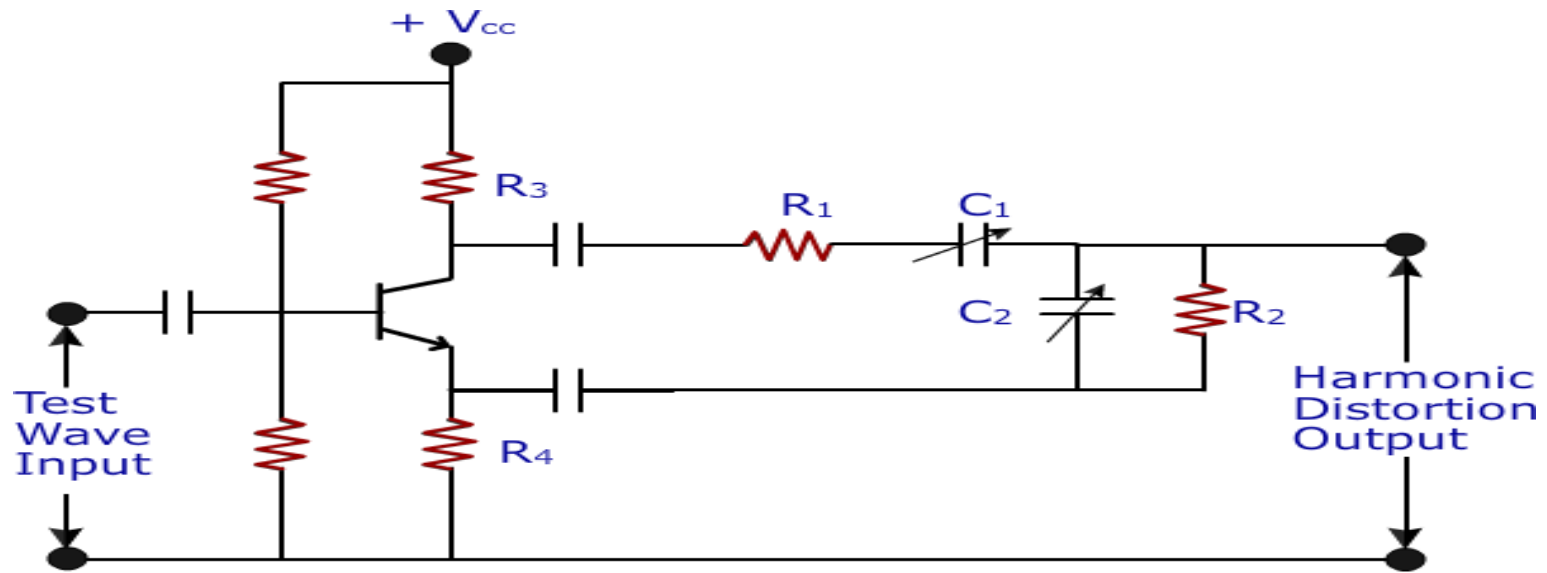 + Vcc
R3
R1
C1
C2
R2
Test
Wave
Input
R4
Harmonic
Distortion
Output